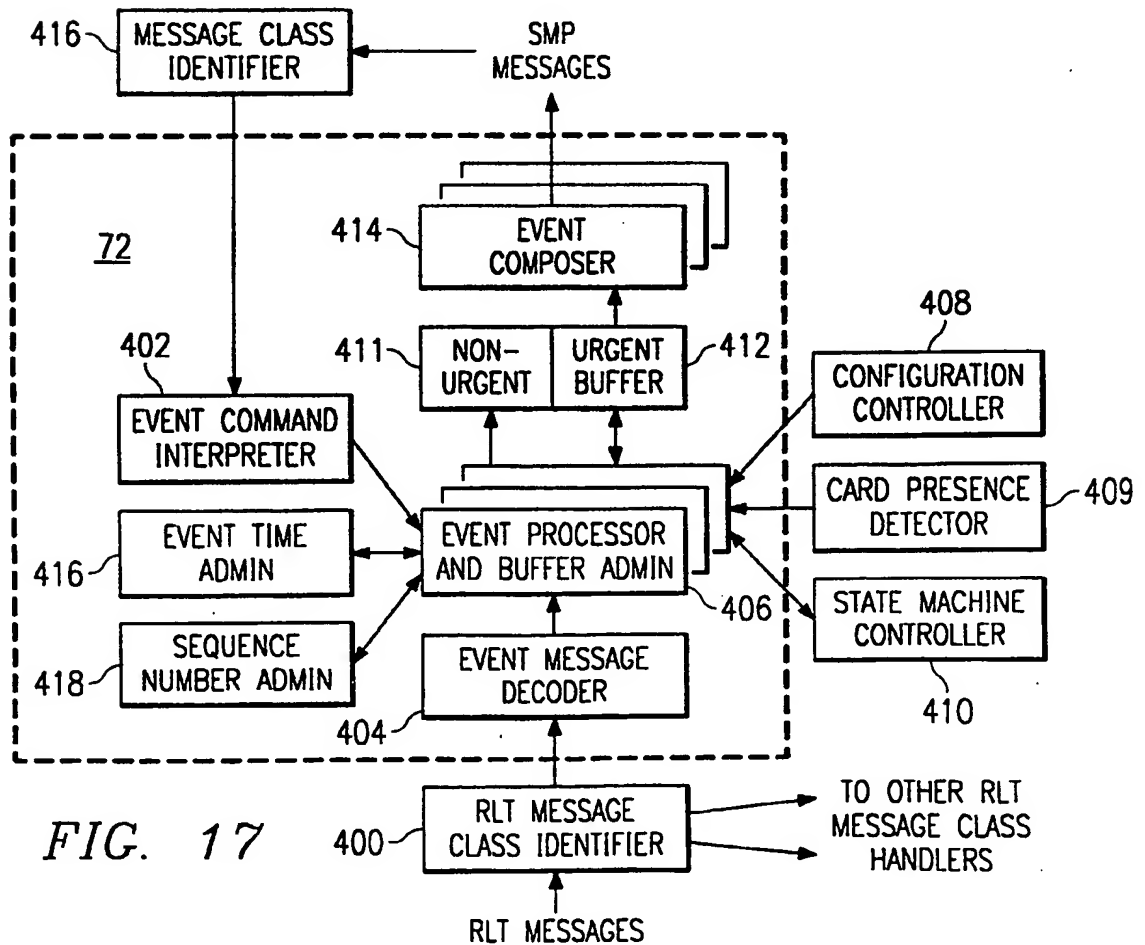 416
MESSAGE CLASS
IDENTIFIER
SMP
MESSAGES
72
414
EVENT
COMPOSER
411
NON-
URGENT
URGENT
BUFFER
412
408
CONFIGURATION
CONTROLLER
402
EVENT COMMAND
INTERPRETER
CARD PRESENCE
DETECTOR
409
416
EVENT TIME
ADMIN
EVENT PROCESSOR
AND BUFFER ADMIN
406
STATE MACHINE
CONTROLLER
410
418
SEQUENCE
NUMBER ADMIN
EVENT MESSAGE
DECODER
404
FIG. 17
400
RLT MESSAGE
CLASS IDENTIFIER
TO OTHER RLT
MESSAGE CLASS
HANDLERS
RLT MESSAGES